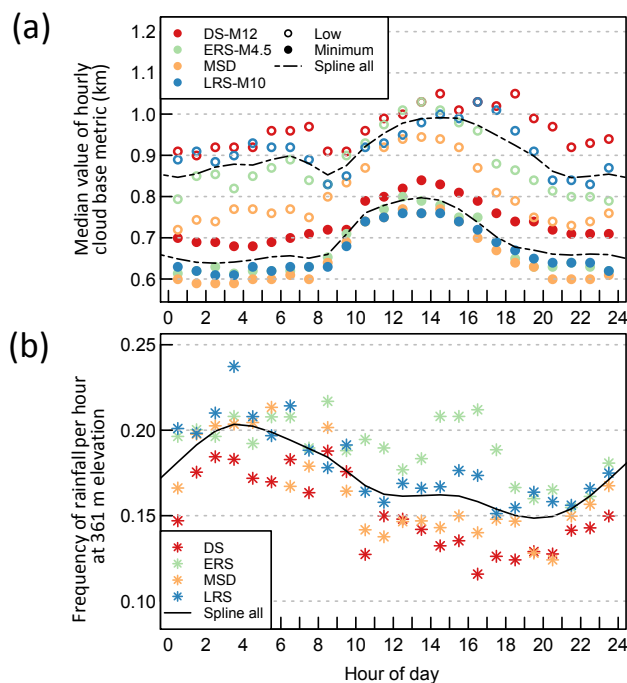 (a)
Median value of hourly
cloud base metric (km)
1.2
1.1
1.0
0.9
0.8
0.7
0.6
DS-M12
ERS-M4.5
MSD
LRS-M10
Low
Minimum
Spline all
0 2 4 6 8 10 12 14 16 18 20 22 24
(b)
Frequency of rainfall per hour
at 361 m elevation
0.25
0.20
0.15
0.10
DS
ERS
MSD
LRS
Spline all
0 2 4 6 8 10 12 14 16 18 20 22 24
Hour of day